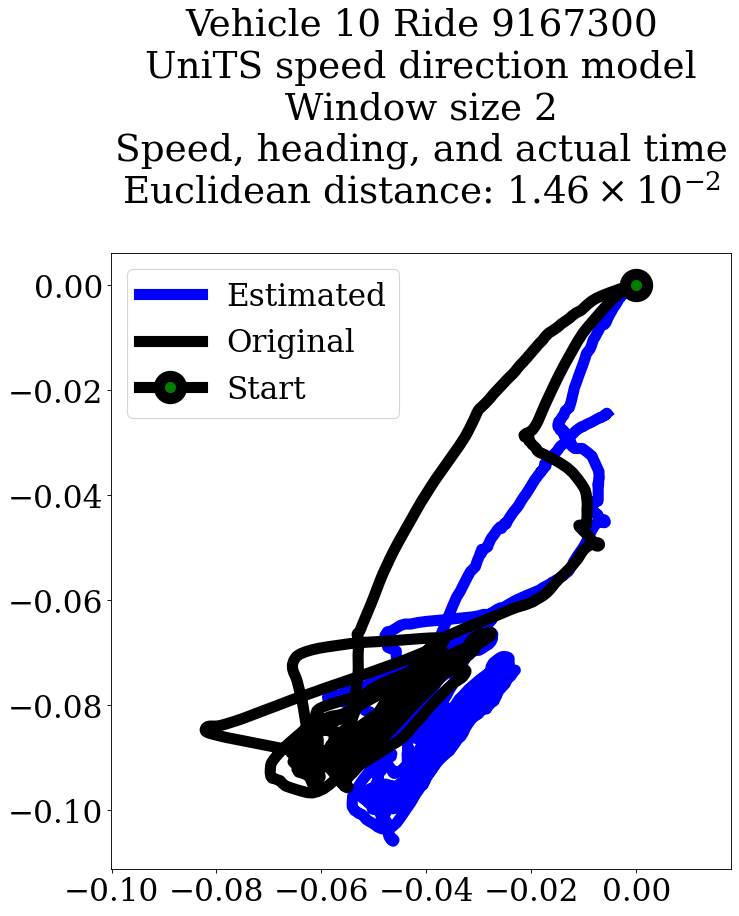 Vehicle 10 Ride 9167300
UniTS speed direction model
Window size 2
Speed, heading, and actual time
Euclidean distance: 1.46 × 10⁻²
Estimated
Original
Start
0.00
−0.02
−0.04
−0.06
−0.08
−0.10
−0.10 −0.08 −0.06 −0.04 −0.02 0.00